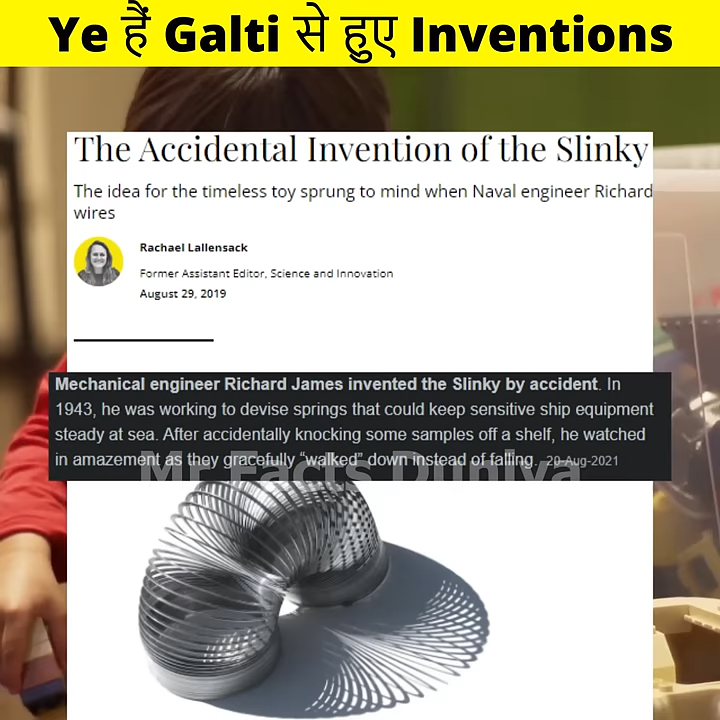 Ye हैं Galti से हुए Inventions
The Accidental Invention of the Slinky
The idea for the timeless toy sprung to mind when Naval engineer Richard
wires
Rachael Lallensack
Former Assistant Editor, Science and Innovation
August 29, 2019
Mechanical engineer Richard James invented the Slinky by accident. In
1943, he was working to devise springs that could keep sensitive ship equipment
steady at sea. After accidentally knocking some samples off a shelf, he watched
in amazement as they gracefully “walked” down instead of falling. 20-Aug-2021
Mr Facts Duniya